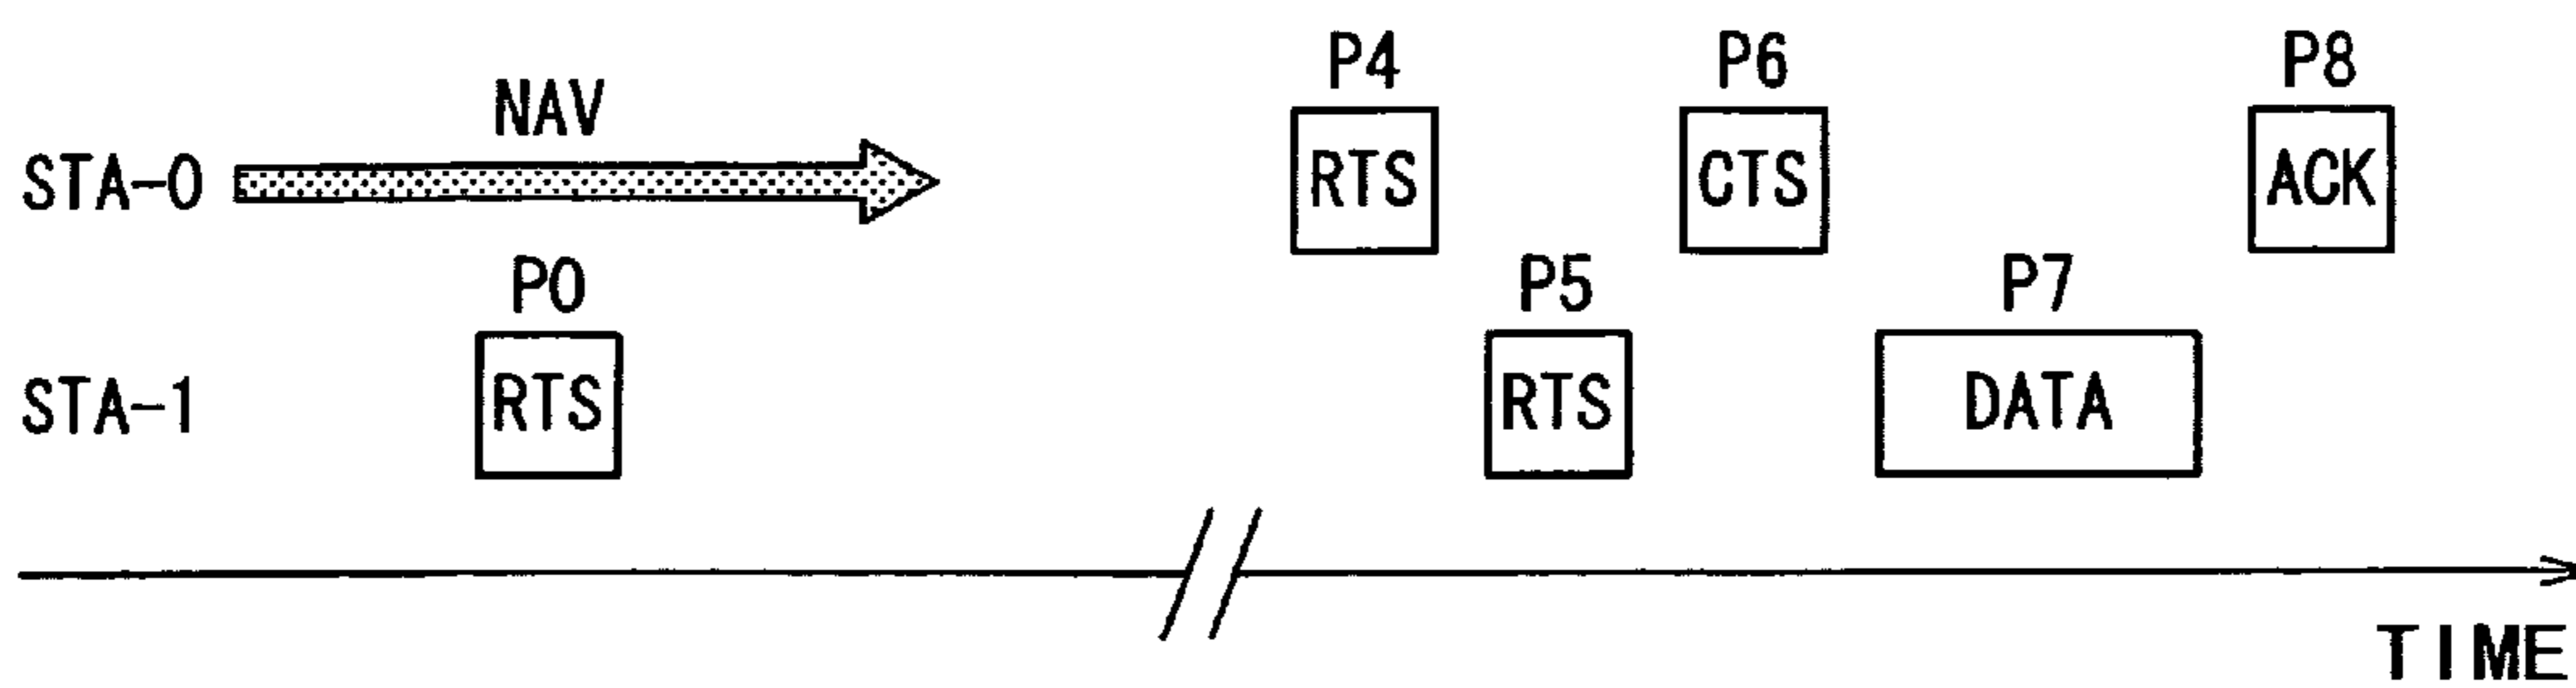 P4 P6 P8
NAV RTS CTS ACK
STA-0
P0 P5 P7
STA-1 RTS RTS DATA
TIME